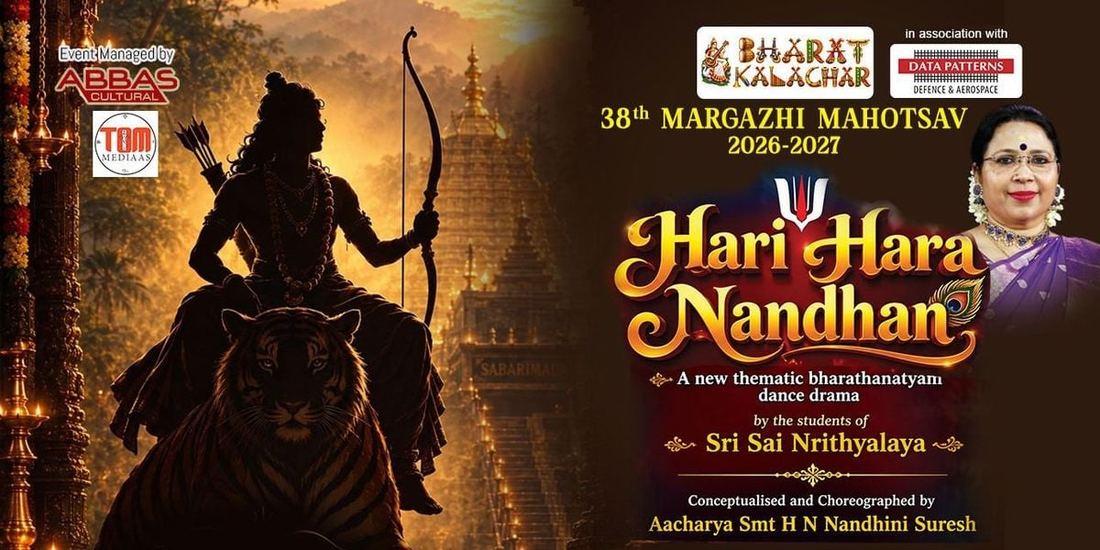 Event Managed by
ABBAS
CULTURAL
TBM
MEDIAAS
BHARAT
KALACHAR
in association with
DATA PATTERNS
DEFENCE & AEROSPACE
38th MARGAZHI MAHOTSAV
2026-2027
Hari Hara
Nandhan
A new thematic bharathanatyam
dance drama
by the students of
Sri Sai Nrithyalaya
Conceptualised and Choreographed by
Aacharya Smt H N Nandhini Suresh